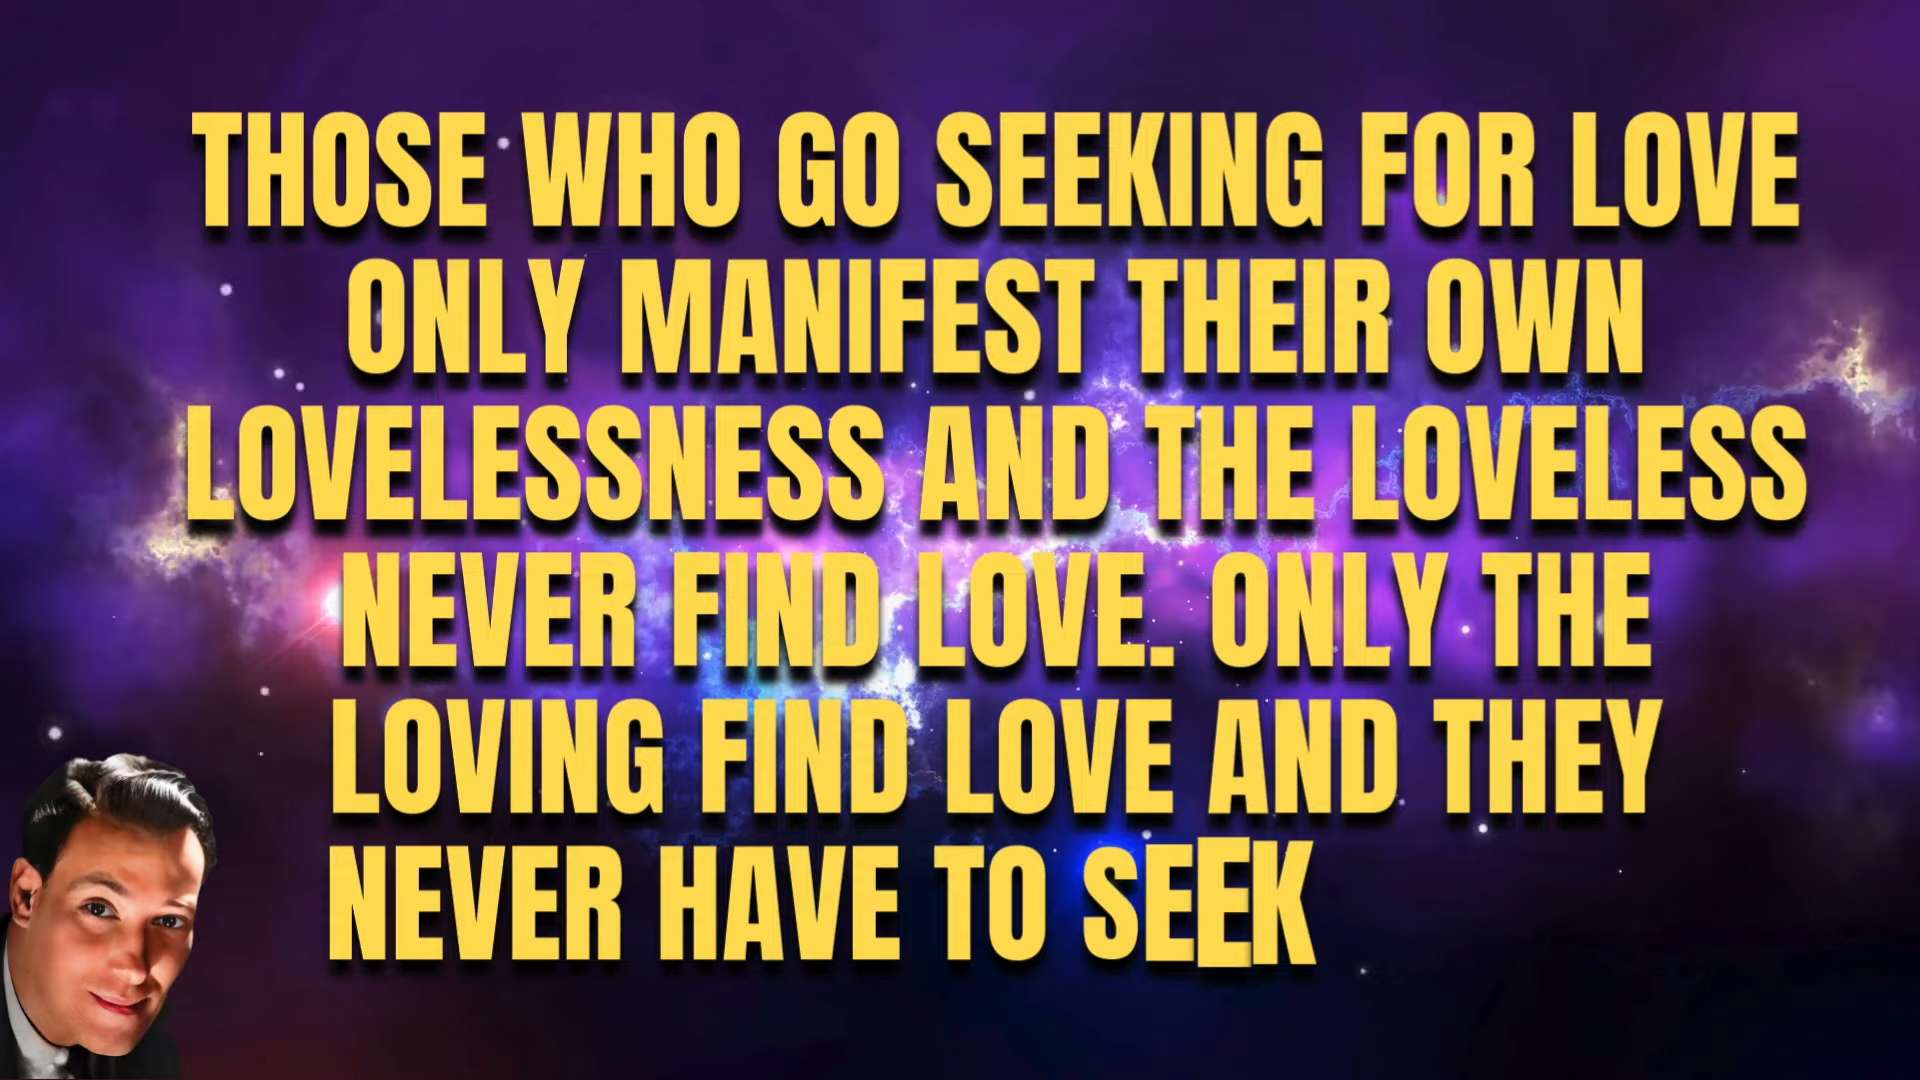 THOSE WHO GO SEEKING FOR LOVE
ONLY MANIFEST THEIR OWN
LOVELESSNESS AND THE LOVELESS
NEVER FIND LOVE. ONLY THE
LOVING FIND LOVE AND THEY
NEVER HAVE TO SEEK